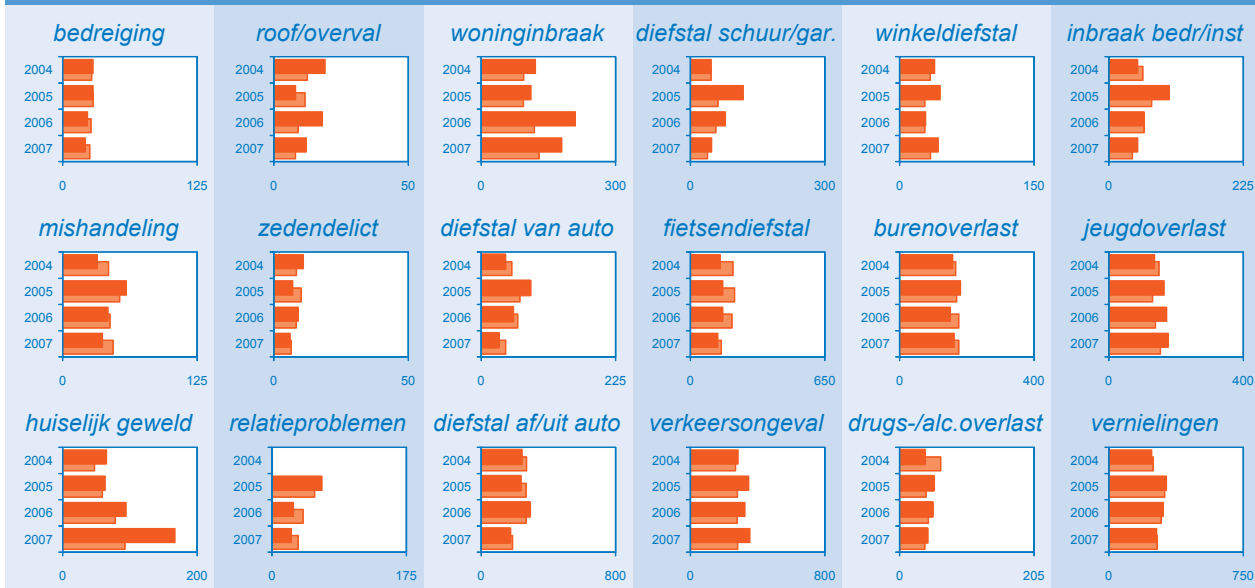 bedreiging roof/overval woninginbraak diefstal schuur/gar. winkeldiefstal inbraak bedr/inst
2004 2004 2004 2004 2004 2004
2005 2005 2005 2005 2005 2005
2006 2006 2006 2006 2006 2006
2007 2007 2007 2007 2007 2007
0 125 0 50 0 300 0 300 0 150 0 225
mishandeling zedendelict diefstal van auto fietsendiefstal burenoverlast jeugdoverlast
2004 2004 2004 2004 2004 2004
2005 2005 2005 2005 2005 2005
2006 2006 2006 2006 2006 2006
2007 2007 2007 2007 2007 2007
0 125 0 50 0 225 0 650 0 400 0 400
huiselijk geweld relatieproblemen diefstal af/uit auto verkeersongeval drugs-/alc.overlast vernielingen
2004 2004 2004 2004 2004 2004
2005 2005 2005 2005 2005 2005
2006 2006 2006 2006 2006 2006
2007 2007 2007 2007 2007 2007
0 200 0 175 0 800 0 800 0 205 0 750